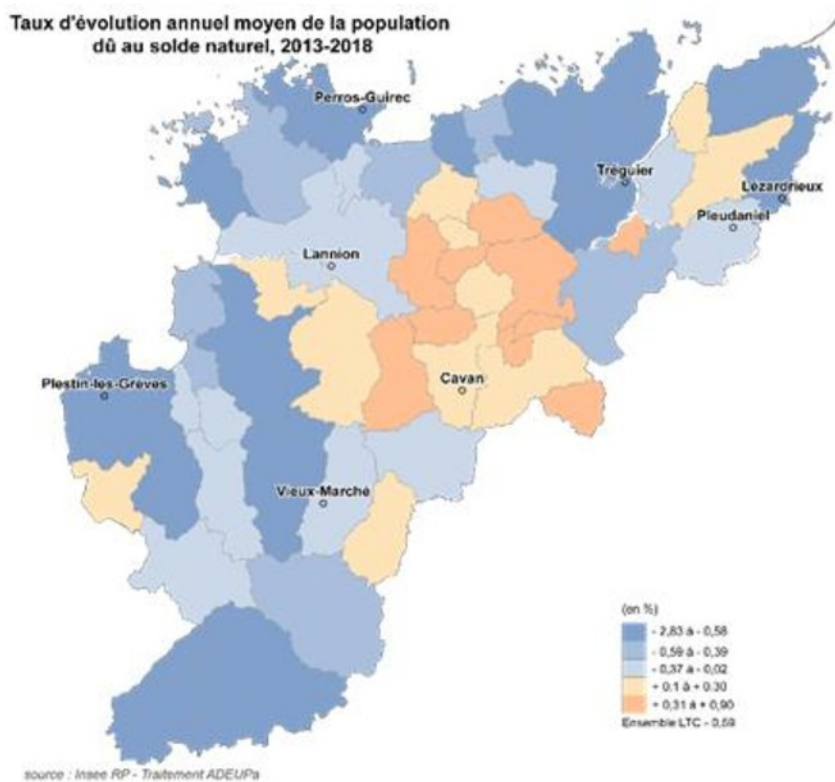 Taux d'évolution annuel moyen de la population
dû au solde naturel, 2013-2018
Perros-Guirec
Tréguier
Lézardrieux
Pleudaniel
Lannion
Plestin-les-Grèves
Cavan
Vieux-Marché
(en %)
- 2,83 à - 0,58
- 0,59 à - 0,39
- 0,37 à - 0,02
+ 0,1 à + 0,30
+ 0,31 à + 0,90
Ensemble LTC - 0,59
source : Insee RP - Traitement ADEUPa